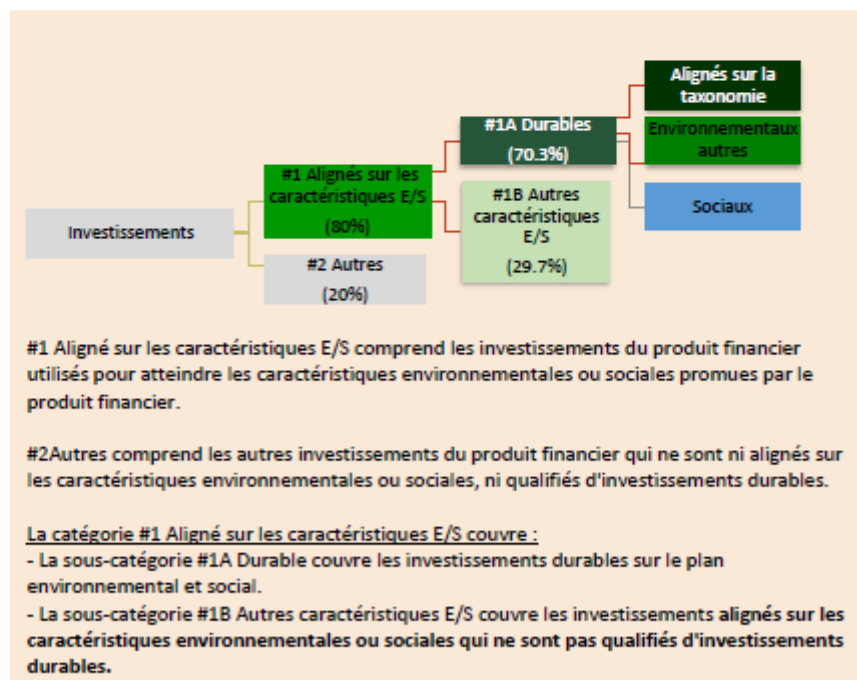 Alignés sur la
taxonomie
#1A Durables
(70.3%)
Environnementaux
autres
#1 Alignés sur les
caractéristiques E/S
(80%)
#1B Autres
caractéristiques
E/S
(29.7%)
Sociaux
Investissements
#2 Autres
(20%)
#1 Aligné sur les caractéristiques E/S comprend les investissements du produit financier
utilisés pour atteindre les caractéristiques environnementales ou sociales promues par le
produit financier.
#2Autres comprend les autres investissements du produit financier qui ne sont ni alignés sur
les caractéristiques environnementales ou sociales, ni qualifiés d'investissements durables.
La catégorie #1 Aligné sur les caractéristiques E/S couvre :
- La sous-catégorie #1A Durable couvre les investissements durables sur le plan
environnemental et social.
- La sous-catégorie #1B Autres caractéristiques E/S couvre les investissements alignés sur les
caractéristiques environnementales ou sociales qui ne sont pas qualifiés d'investissements
durables.